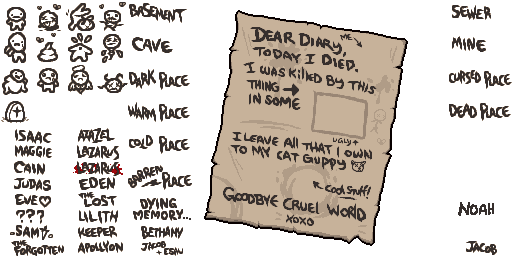 BASEMENT
CAVE
DARK PLACE
WARM PLACE
COLD PLACE
BARREN PLACE
DYING MEMORY...
ISAAC
MAGGIE
CAIN
JUDAS
EVE
???
SAMY
THE FORGOTTEN
AZAZEL
LAZARUS
LAZARUS
EDEN
THE LOST
LILITH
KEEPER
APOLLYON
BETHANY
JACOB + ESAU
DEAR DIARY,
ME
TODAY I DIED.
I WAS KILLED BY THIS
THING
IN SOME
UGLY
I LEAVE ALL THAT I OWN
TO MY CAT GUPPY
COOL STUFF!
GOODBYE CRUEL WORLD
XOXO
SEWER
MINE
CURSED PLACE
DEAD PLACE
NOAH
JACOB